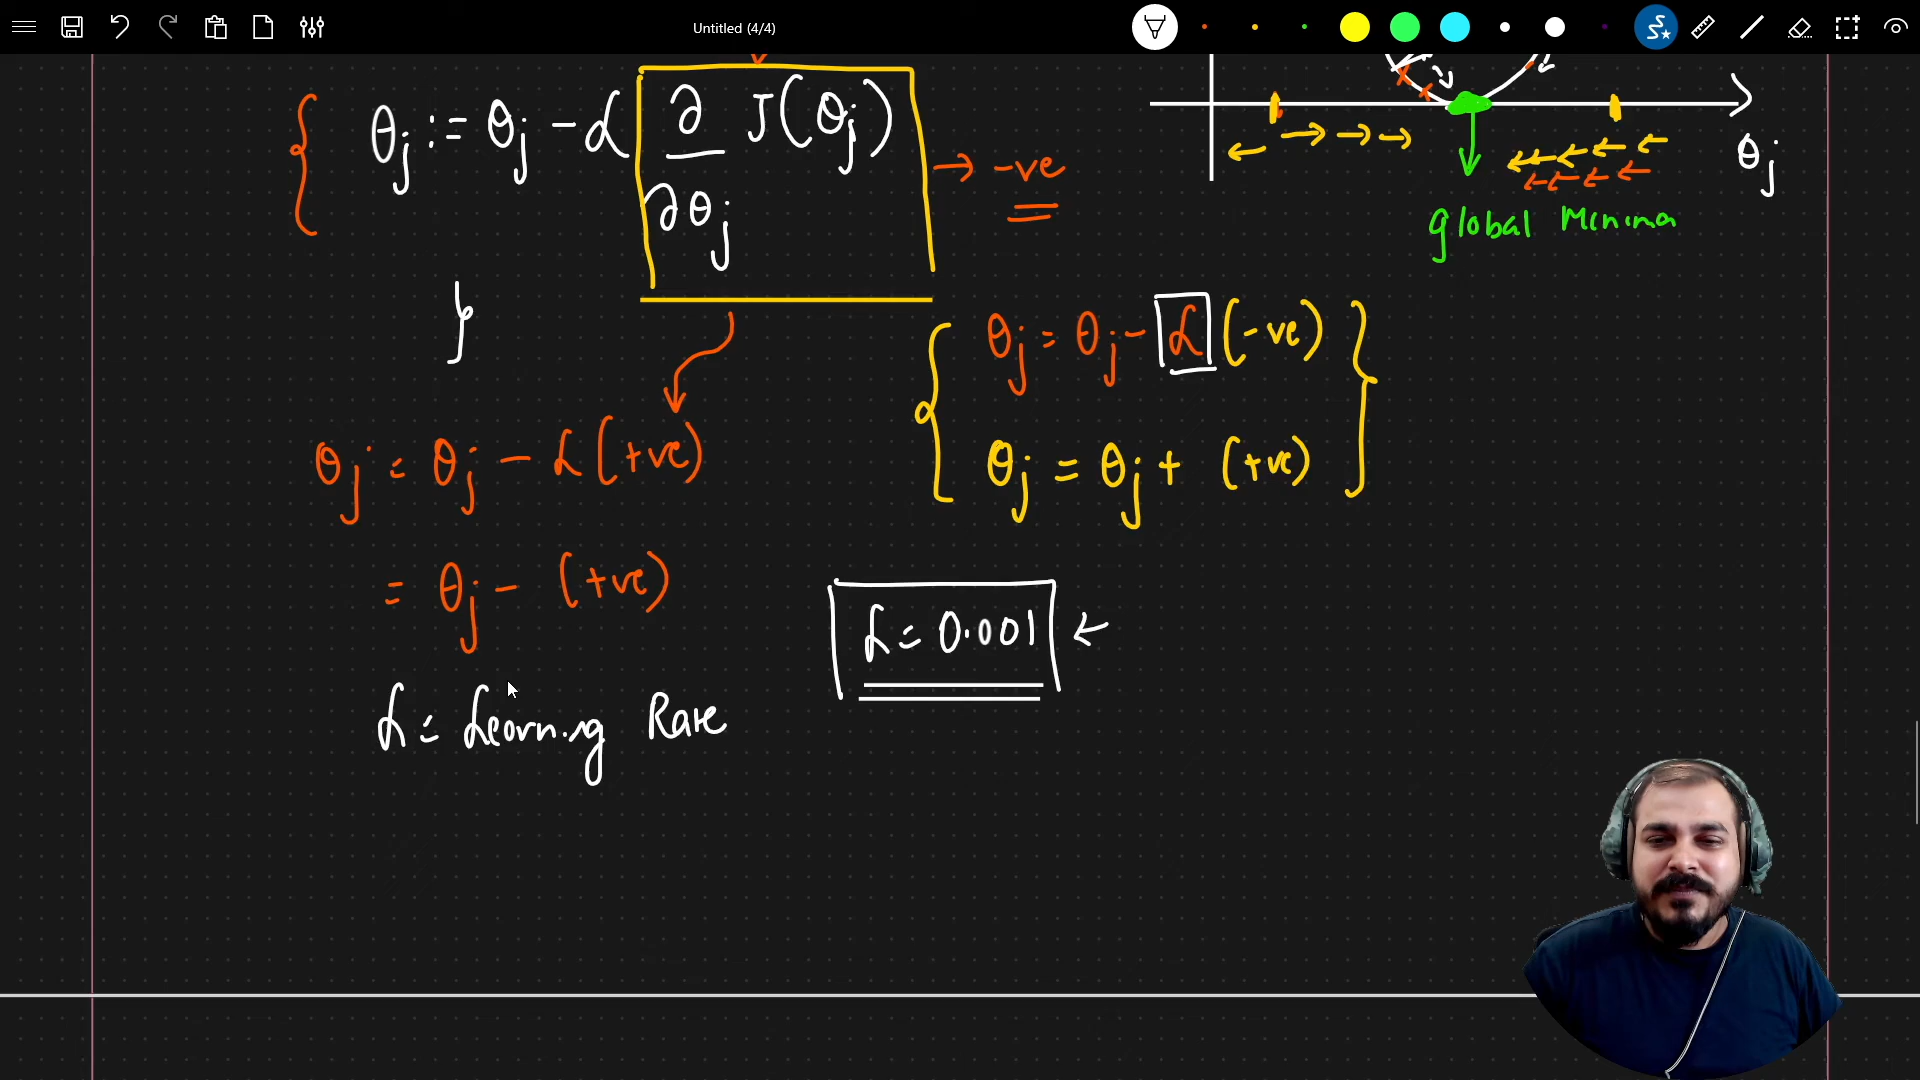 Untitled (4/4)
θj := θj - α ∂/∂θj J(θj) → -ve
θj
global Minima
θj = θj - α (-ve)
θj = θj + (+ve)
θj = θj - α (+ve)
= θj - (+ve)
α = 0.001 ←
α = Learning Rate